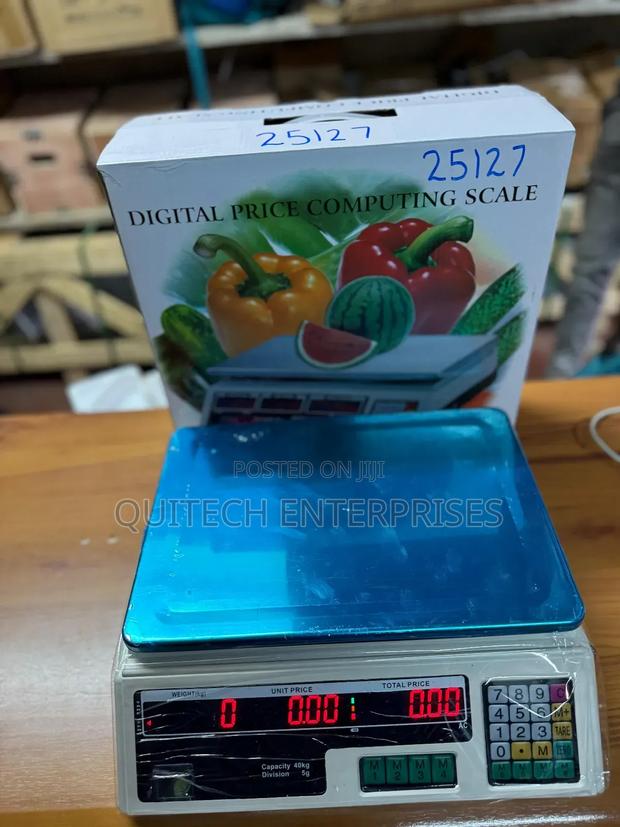 25127
25127
DIGITAL PRICE COMPUTING SCALE
POSTED ON JIJI
QUITECH ENTERPRISES
WEIGHT(kg) UNIT PRICE TOTAL PRICE
0 0.00 0.00
AC
Capacity 40kg
Division 5g
M1 M2 M3 M4
7 8 9 C
4 5 6 M+
1 2 3 TARE
0 • M ZERO